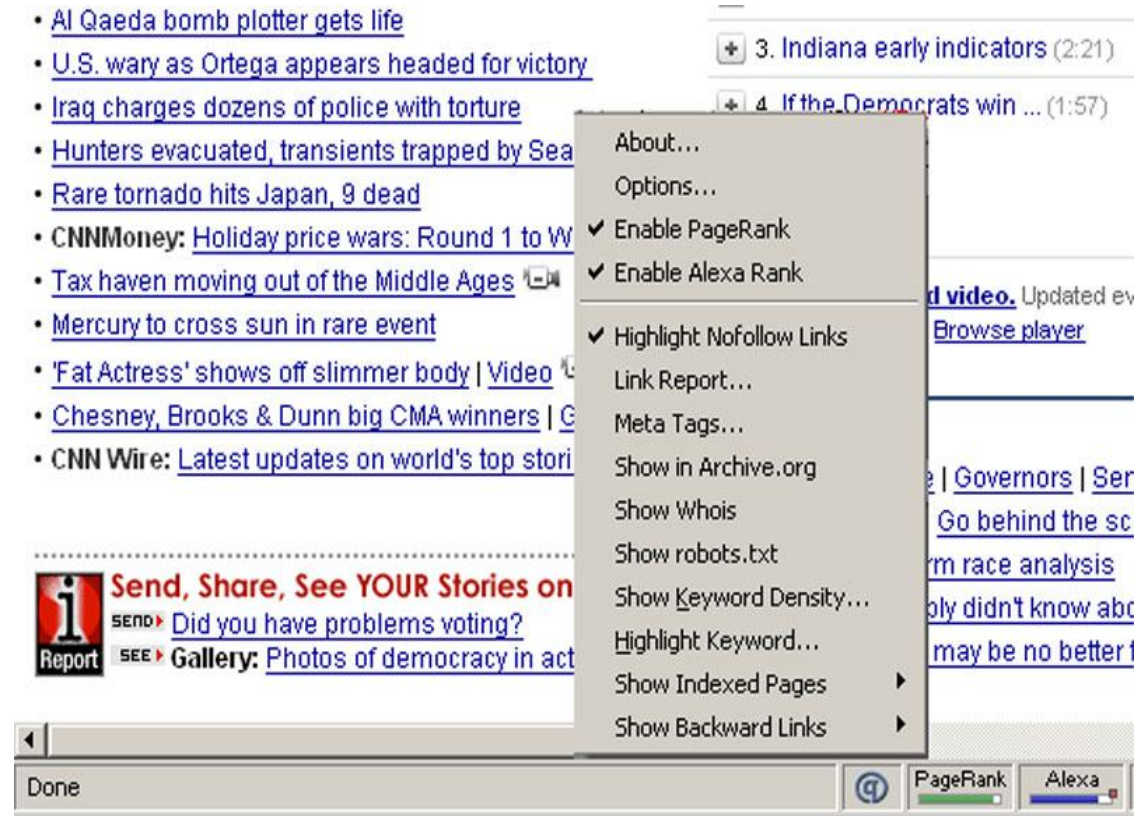 • Al Qaeda bomb plotter gets life
• U.S. wary as Ortega appears headed for victory
• Iraq charges dozens of police with torture
• Hunters evacuated, transients trapped by Sea
• Rare tornado hits Japan, 9 dead
• CNNMoney: Holiday price wars: Round 1 to W
• Tax haven moving out of the Middle Ages
• Mercury to cross sun in rare event
• 'Fat Actress' shows off slimmer body | Video
• Chesney, Brooks & Dunn big CMA winners | G
• CNN Wire: Latest updates on world's top stori
i Report
Send, Share, See YOUR Stories on
SEND Did you have problems voting?
SEE Gallery: Photos of democracy in act
+ 3. Indiana early indicators (2:21)
+ 4. If the Democrats win ... (1:57)
d video. Updated ev
Browse player
| Governors | Sen
Go behind the sc
rm race analysis
bly didn't know abo
may be no better t
About...
Options...
✔ Enable PageRank
✔ Enable Alexa Rank
✔ Highlight Nofollow Links
Link Report...
Meta Tags...
Show in Archive.org
Show Whois
Show robots.txt
Show Keyword Density...
Highlight Keyword...
Show Indexed Pages
Show Backward Links
Done
@ PageRank Alexa